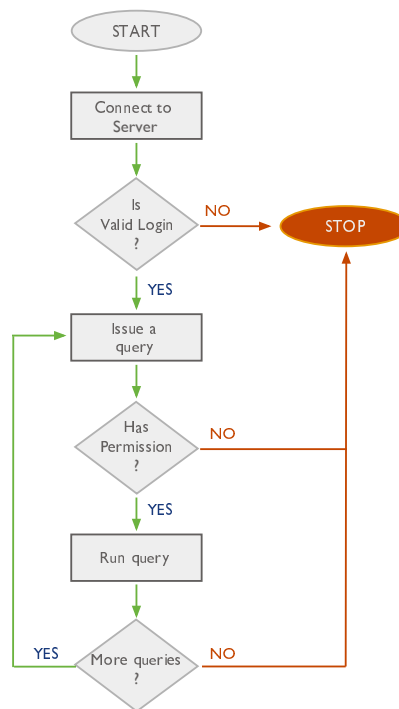 START
Connect to
Server
Is
Valid Login
?
NO
STOP
YES
Issue a
query
Has
Permission
?
NO
YES
Run query
More queries
?
YES
NO